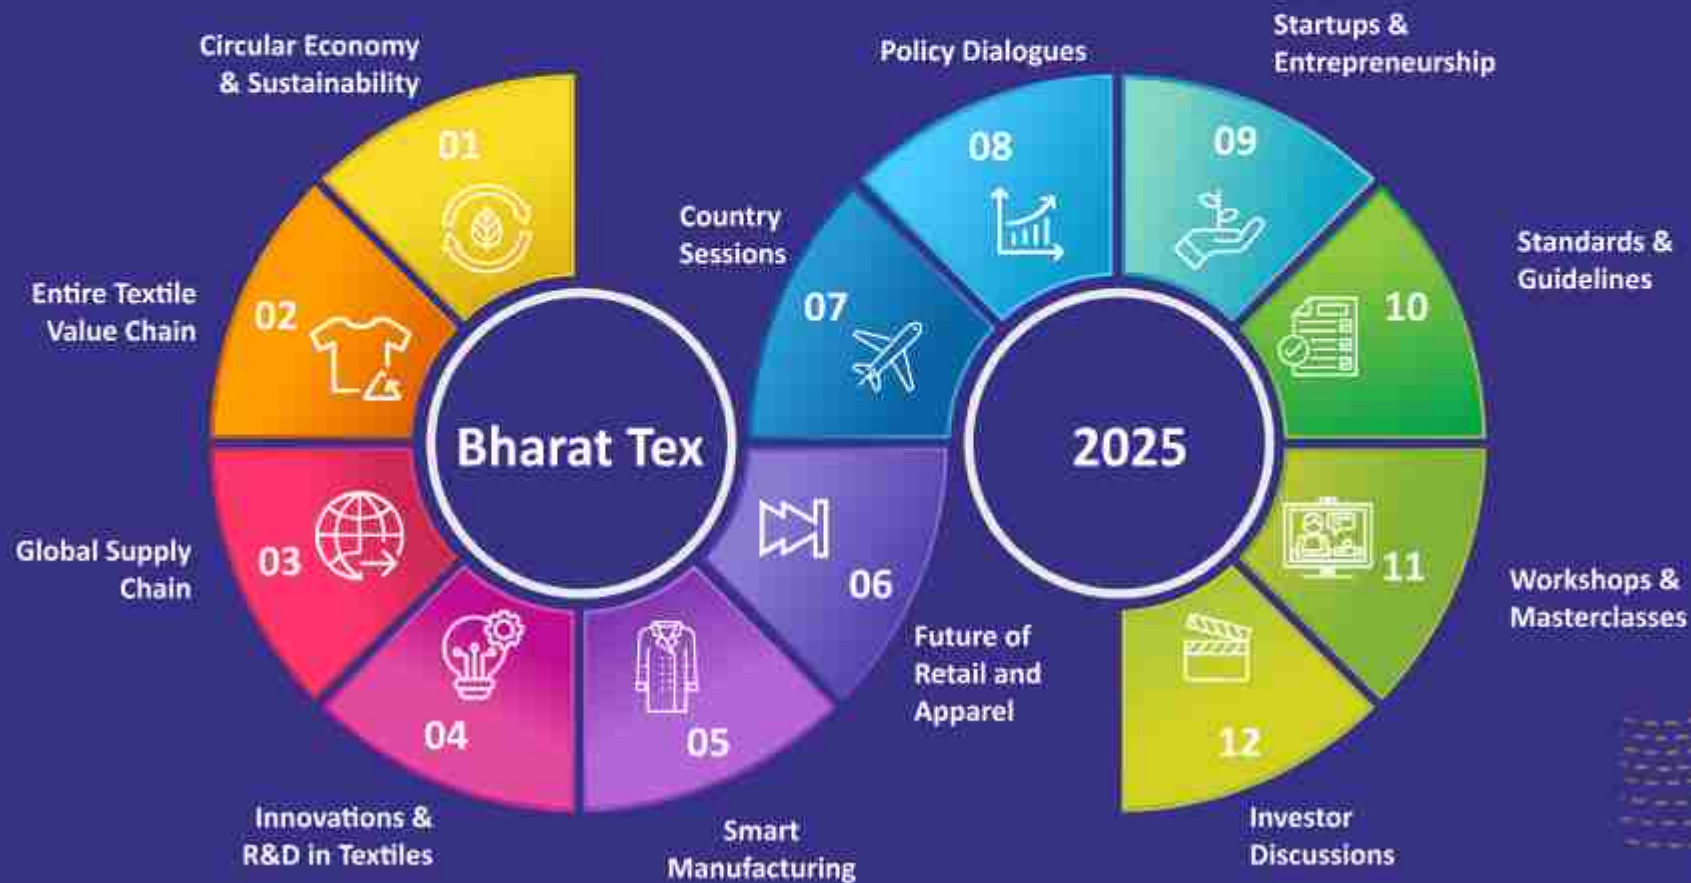 Circular Economy
& Sustainability
01
Entire Textile
Value Chain
02
Global Supply
Chain
03
Innovations &
R&D in Textiles
04
Smart
Manufacturing
05
Future of
Retail and
Apparel
06
Country
Sessions
07
Policy Dialogues
08
Startups &
Entrepreneurship
09
Standards &
Guidelines
10
Workshops &
Masterclasses
11
Investor
Discussions
12
Bharat Tex
2025